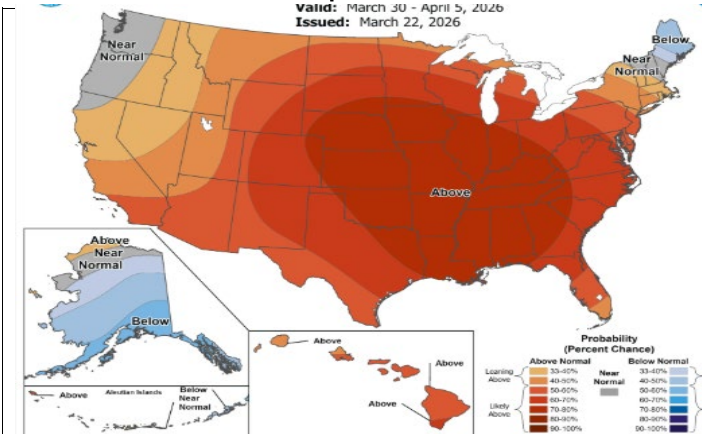 Valid: March 30 - April 5, 2026
Issued: March 22, 2026
Near
Normal
Below
Near
Normal
Above
Above
Near
Normal
Below
Above
Aleutian Islands
Below
Near
Normal
Above
Above
Above
Probability
(Percent Chance)
Above Normal
Below Normal
Leaning
Above
Likely
Above
33-40%
40-50%
50-60%
60-70%
70-80%
80-90%
90-100%
Near
Normal
33-40%
40-50%
50-60%
60-70%
70-80%
80-90%
90-100%